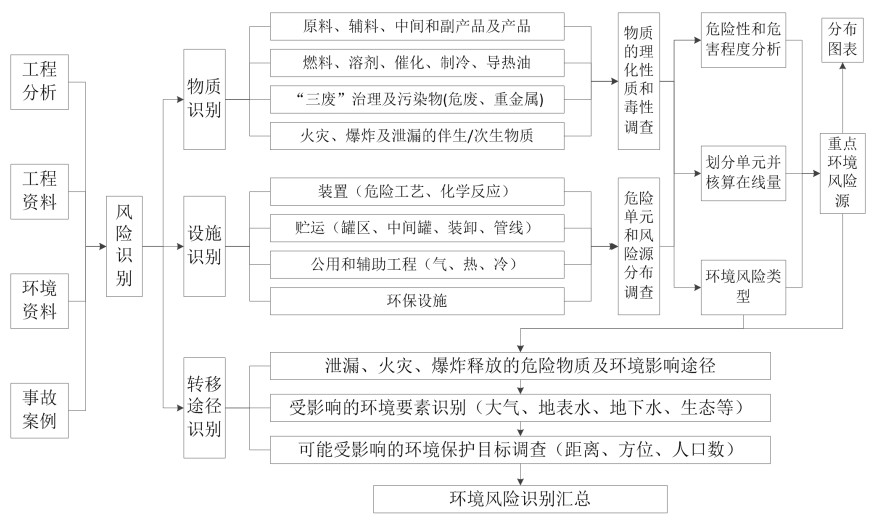 工程
分析
工程
资料
环境
资料
事故
案例
风
险
识
别
物质
识别
设施
识别
转移
途径
识别
原料、辅料、中间和副产品及产品
燃料、溶剂、催化、制冷、导热油
“三废”治理及污染物(危废、重金属)
火灾、爆炸及泄漏的伴生/次生物质
装置（危险工艺、化学反应）
贮运（罐区、中间罐、装卸、管线）
公用和辅助工程（气、热、冷）
环保设施
物质
的理
化性
质和
毒性
调查
危险
单元
和风
险源
分布
调查
危险性和危
害程度分析
划分单元并
核算在线量
环境风险类
型
分布
图表
重点
环境
风险
源
泄漏、火灾、爆炸释放的危险物质及环境影响途径
受影响的环境要素识别（大气、地表水、地下水、生态等）
可能受影响的环境保护目标调查（距离、方位、人口数）
环境风险识别汇总